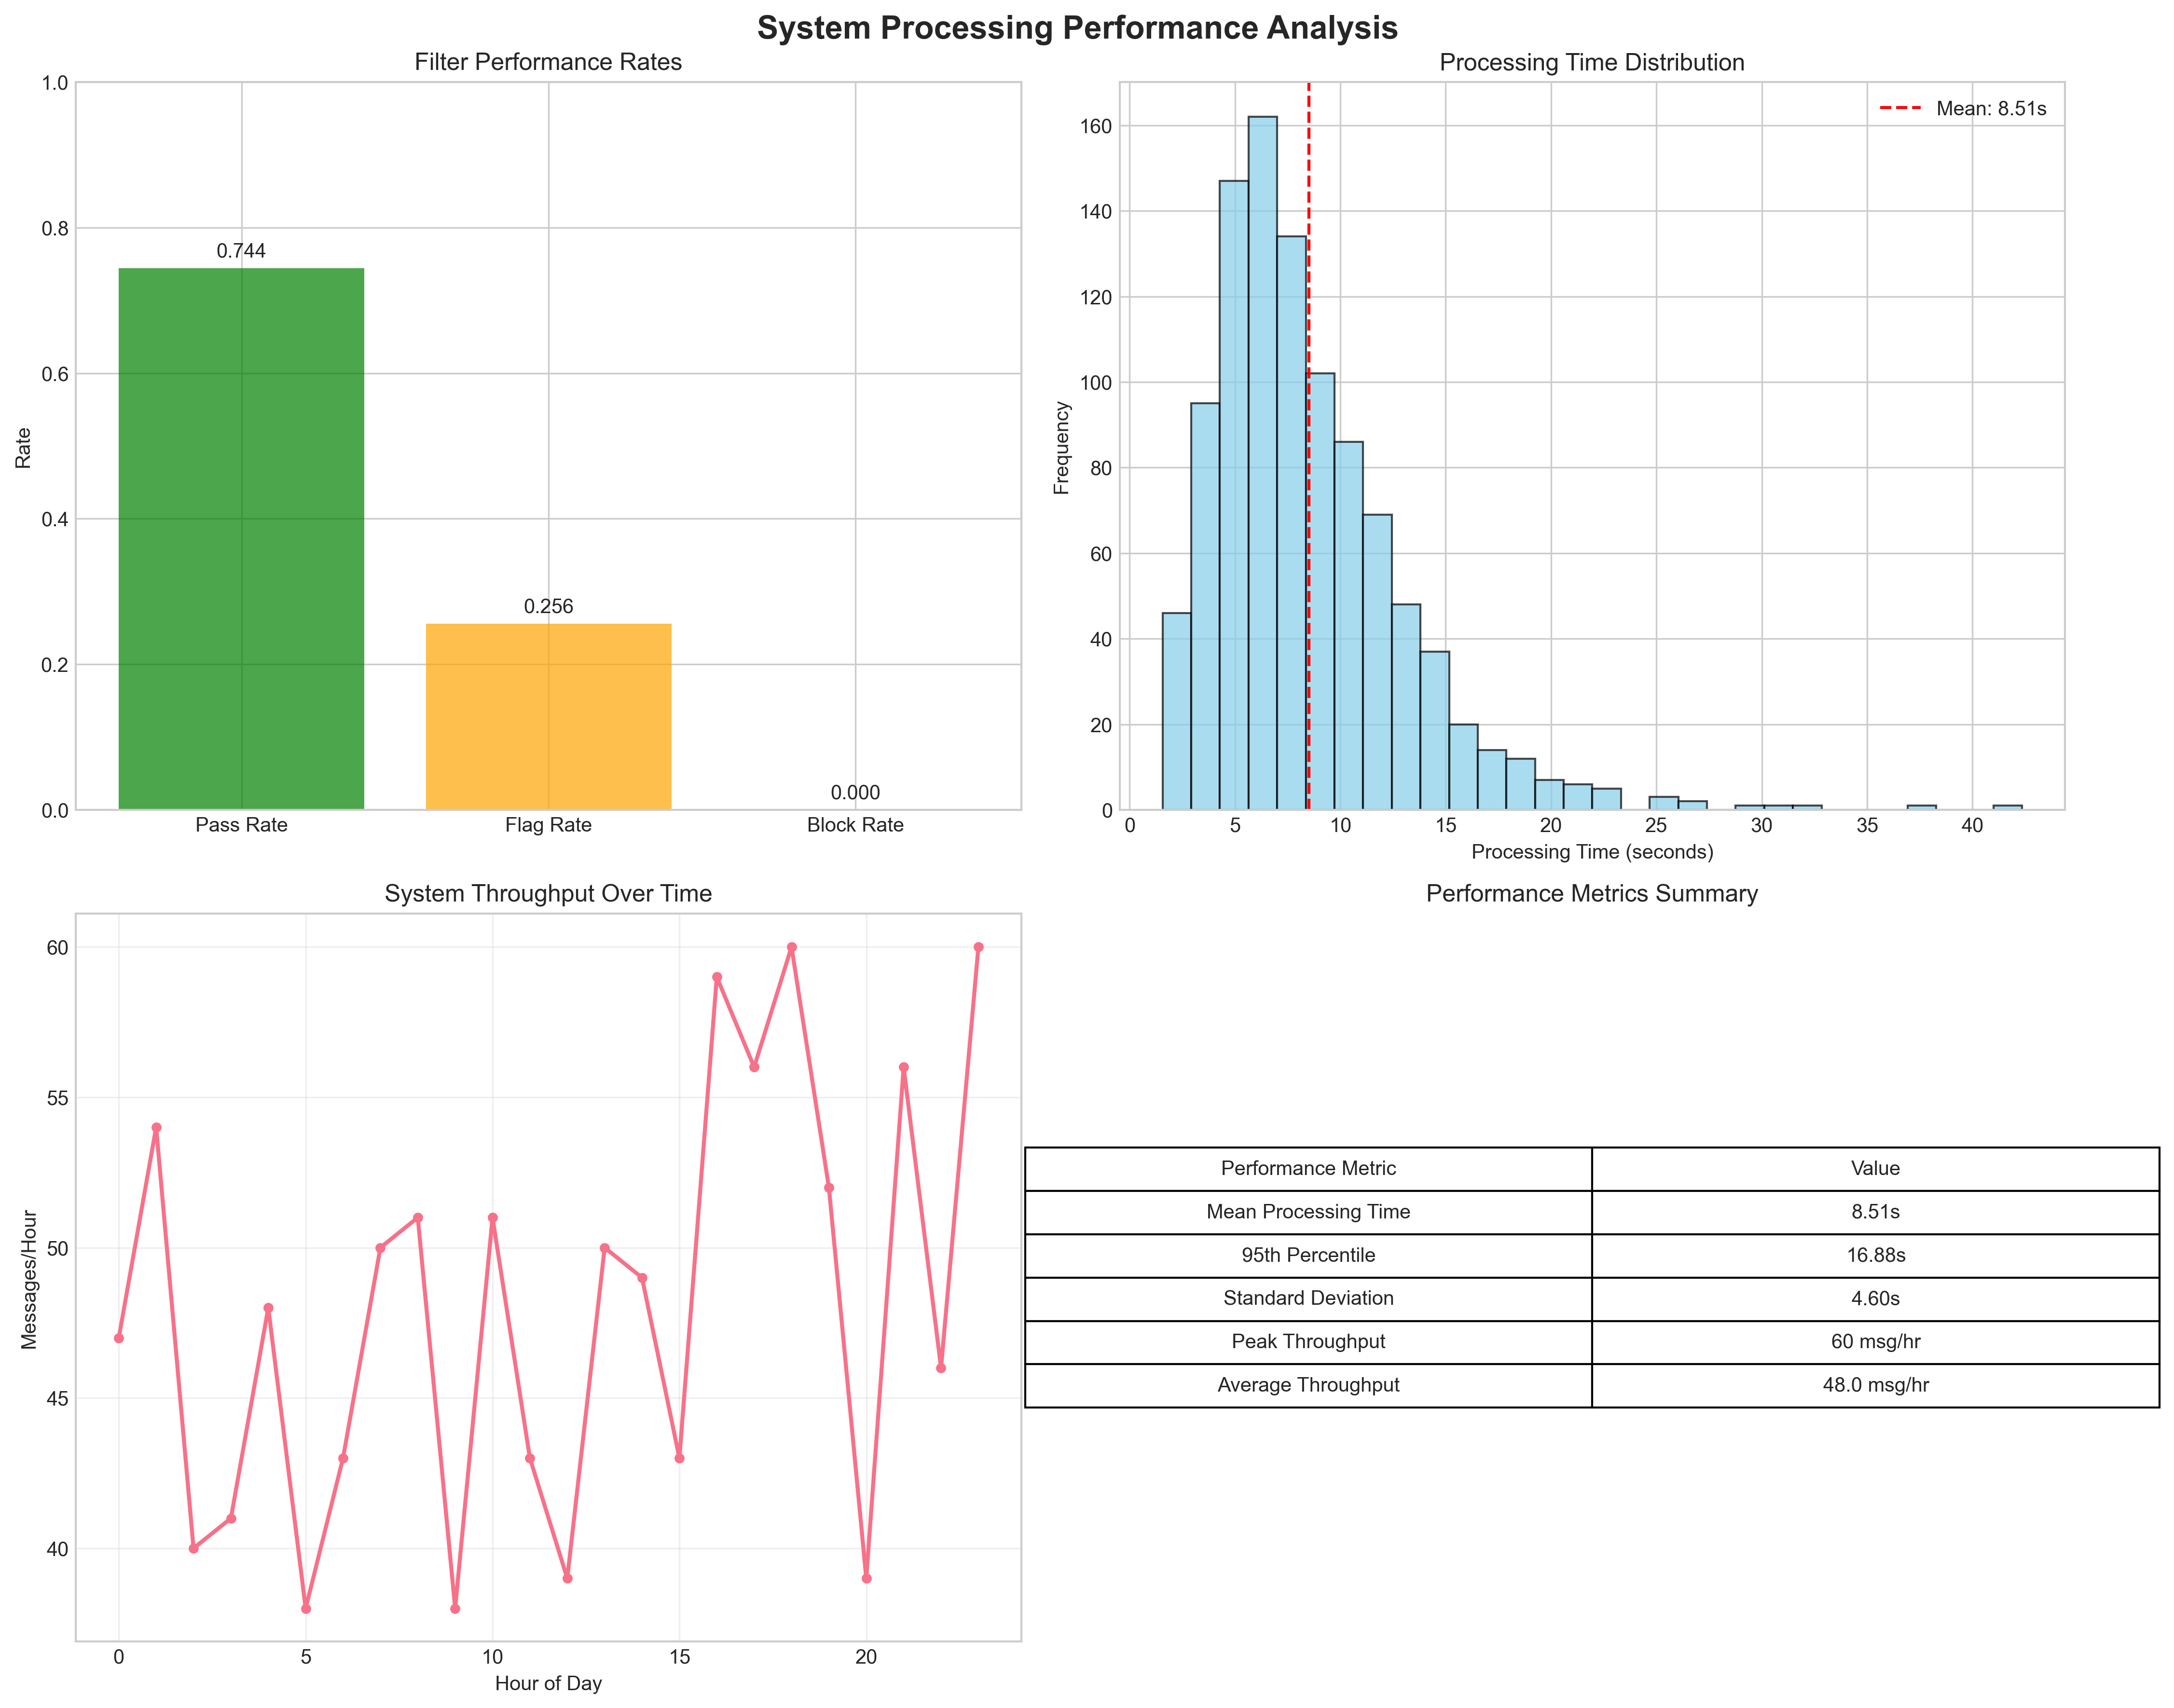 System Processing Performance Analysis
Filter Performance Rates
1.0
0.8
0.6
0.4
0.2
0.0
Rate
0.744
0.256
0.000
Pass Rate
Flag Rate
Block Rate
Processing Time Distribution
Mean: 8.51s
160
140
120
100
80
60
40
20
0
Frequency
0
5
10
15
20
25
30
35
40
Processing Time (seconds)
System Throughput Over Time
60
55
50
45
40
Messages/Hour
0
5
10
15
20
Hour of Day
Performance Metrics Summary
Performance Metric Value
Mean Processing Time 8.51s
95th Percentile 16.88s
Standard Deviation 4.60s
Peak Throughput 60 msg/hr
Average Throughput 48.0 msg/hr